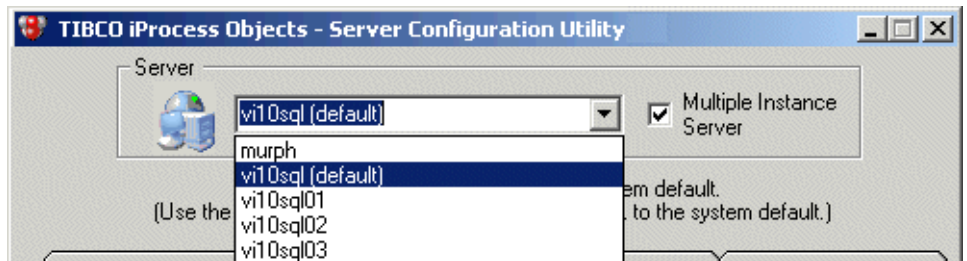 TIBCO iProcess Objects - Server Configuration Utility
Server
vi10sql (default)
Multiple Instance
Server
murph
vi10sql (default)
em default.
vi10sql01
(Use the
to the system default.)
vi10sql02
vi10sql03